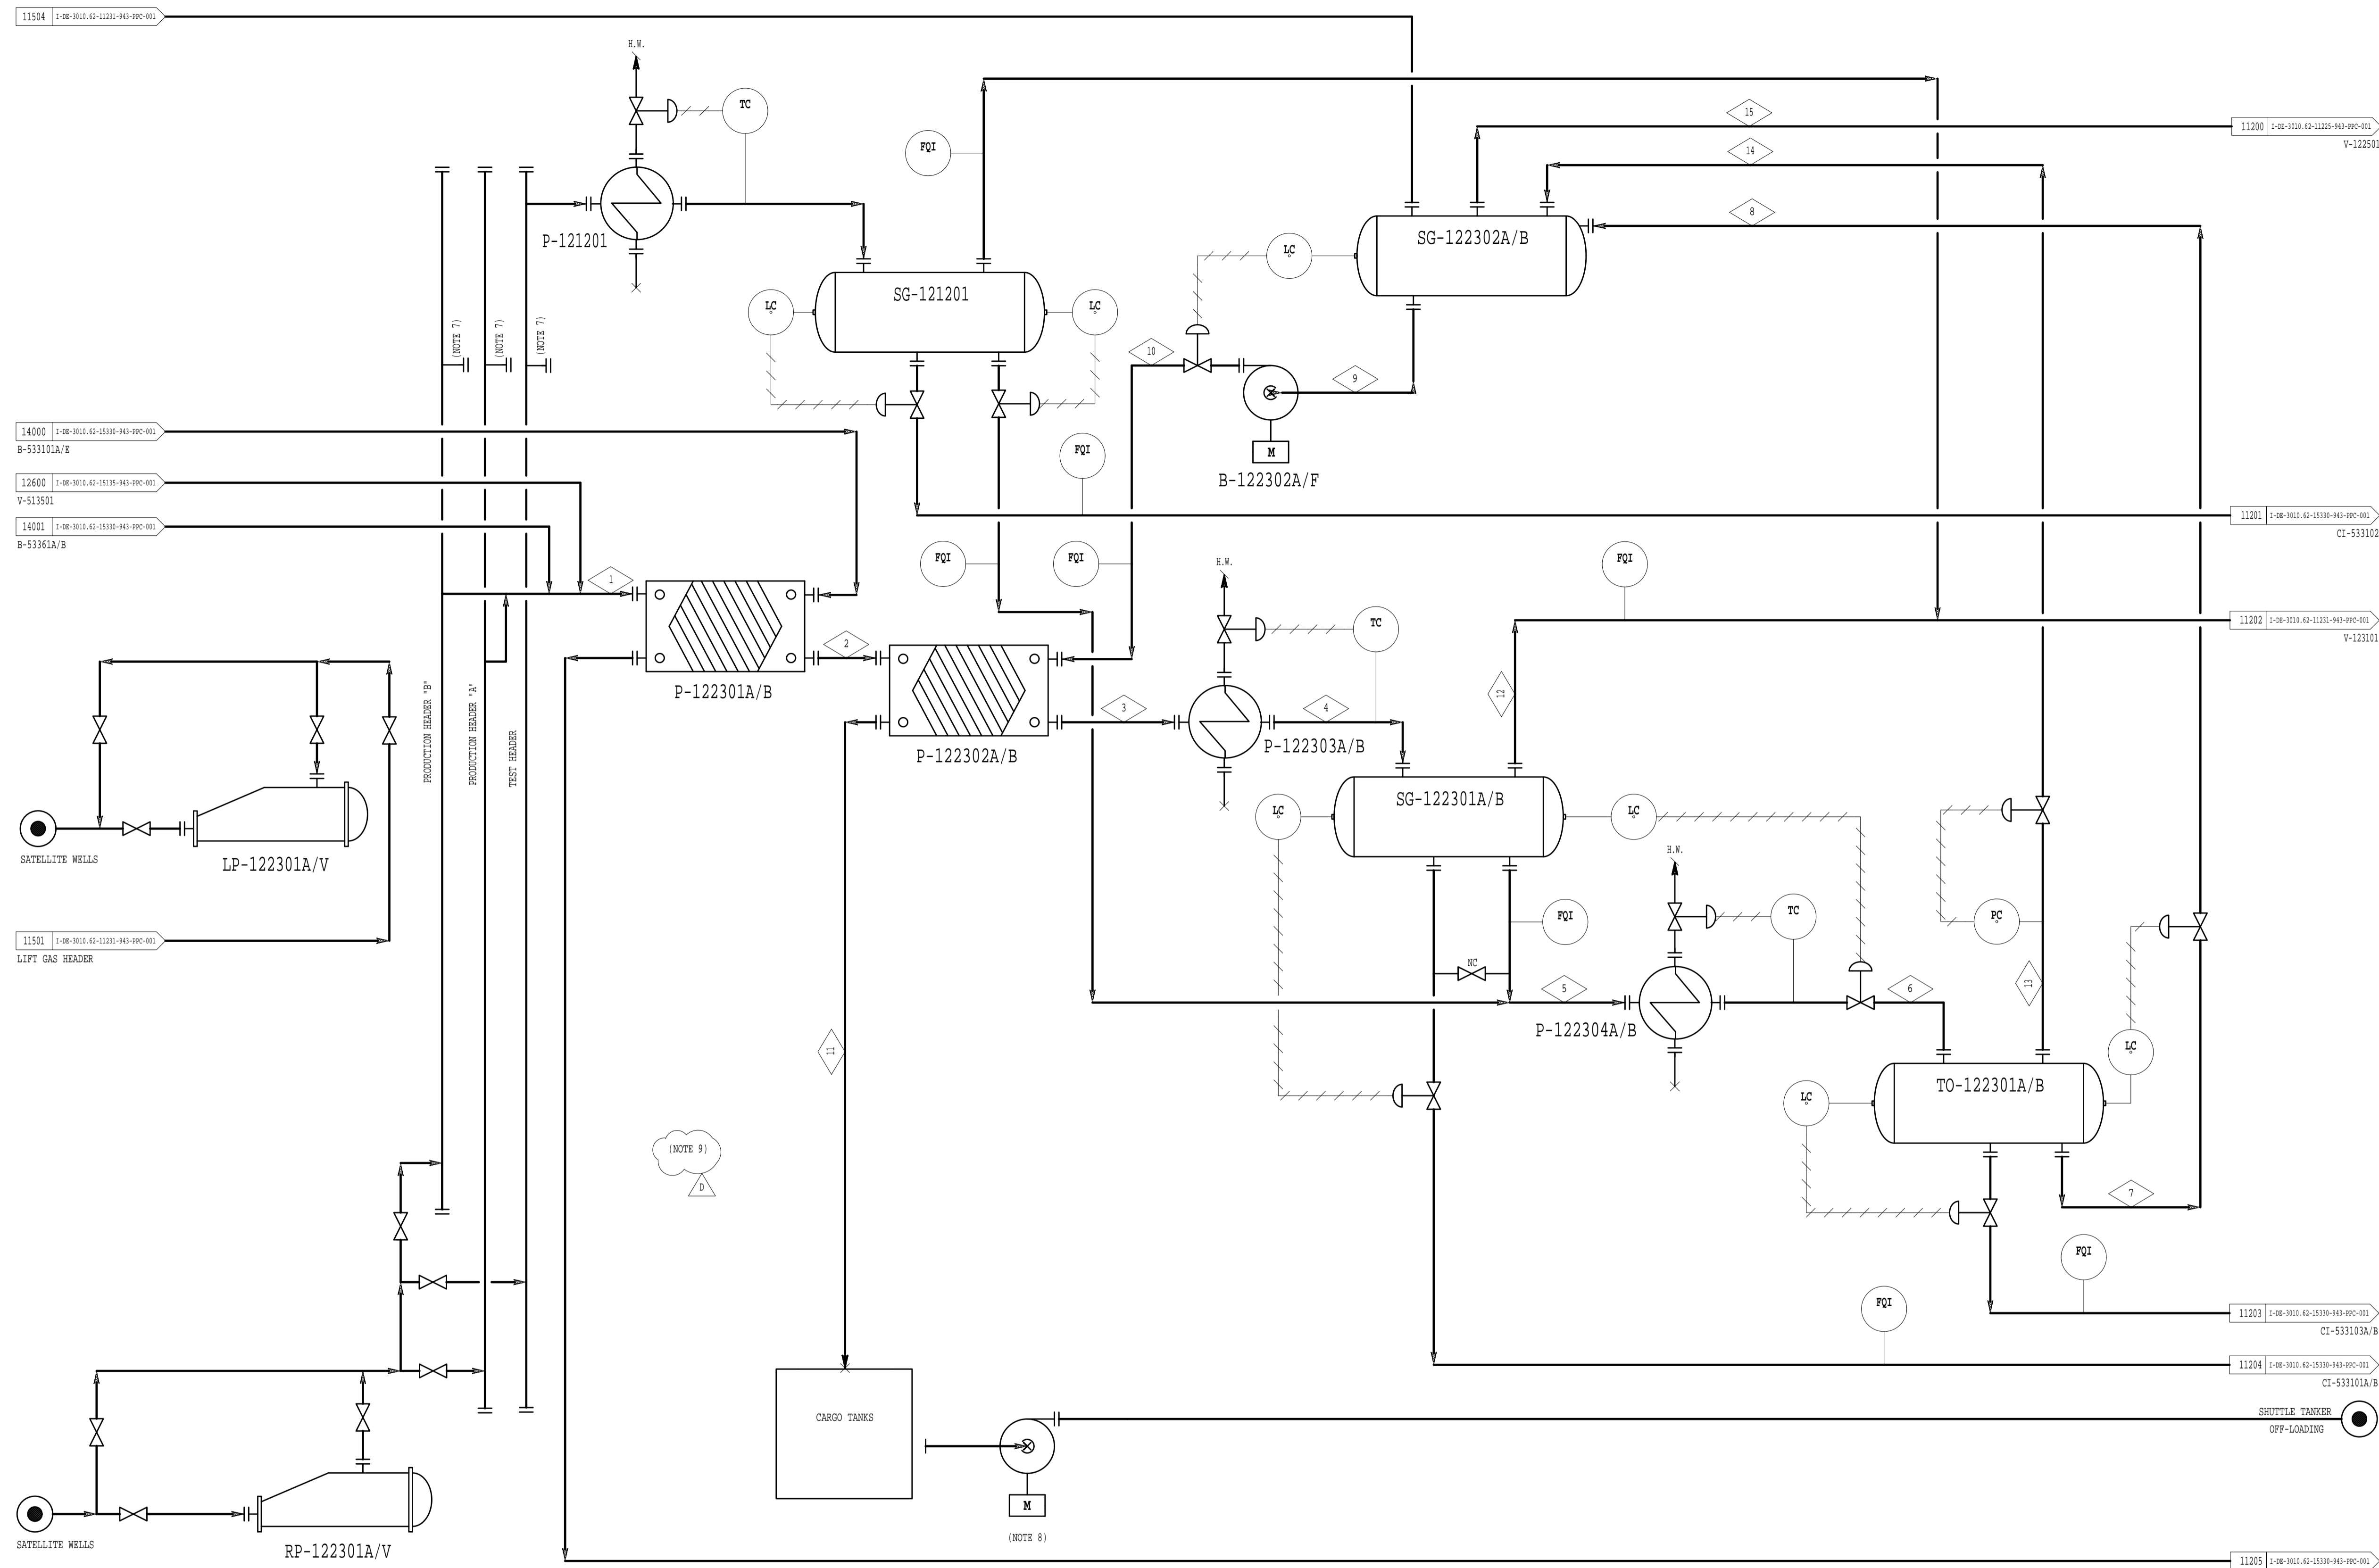 11504 I-DE-3010.62-11231-943-PPC-001
H.W.
TC
FQI
15
11200 I-DE-3010.62-11225-943-PPC-001
V-122501
14
8
P-121201
SG-122302A/B
LC
SG-121201
LC
LC
(NOTE 7)
(NOTE 7)
(NOTE 7)
10
9
14000 I-DE-3010.62-15330-943-PPC-001
B-533101A/E
FQI
M
B-122302A/F
12600 I-DE-3010.62-15135-943-PPC-001
V-513501
14001 I-DE-3010.62-15330-943-PPC-001
B-53361A/B
11201 I-DE-3010.62-15330-943-PPC-001
CI-533102
FQI
FQI
H.W.
FQI
1
2
TC
11202 I-DE-3010.62-11231-943-PPC-001
V-123101
P-122301A/B
12
3
4
P-122302A/B
P-122303A/B
PRODUCTION HEADER "B"
PRODUCTION HEADER "A"
TEST HEADER
SG-122301A/B
LC
LC
SATELLITE WELLS
LP-122301A/V
H.W.
TC
FQI
PC
11501 I-DE-3010.62-11231-943-PPC-001
LIFT GAS HEADER
NC
5
6
13
P-122304A/B
11
LC
TO-122301A/B
LC
(NOTE 9)
D
7
FQI
FQI
11203 I-DE-3010.62-15330-943-PPC-001
CI-533103A/B
11204 I-DE-3010.62-15330-943-PPC-001
CI-533101A/B
CARGO TANKS
SHUTTLE TANKER
OFF-LOADING
M
(NOTE 8)
SATELLITE WELLS
RP-122301A/V
11205 I-DE-3010.62-15330-943-PPC-001